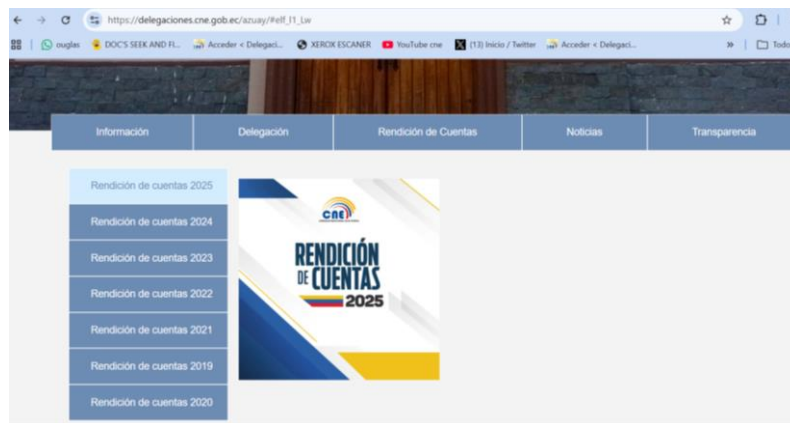 https://delegaciones.cne.gob.ec/azuay/#elf_l1_Lw
ouglas DOC'S SEEK AND FI... Acceder < Delegaci... XEROX ESCANER YouTube cne (13) Inicio / Twitter Acceder < Delegaci... » Todo
Información Delegación Rendición de Cuentas Noticias Transparencia
Rendición de cuentas 2025
Rendición de cuentas 2024
Rendición de cuentas 2023
Rendición de cuentas 2022
Rendición de cuentas 2021
Rendición de cuentas 2019
Rendición de cuentas 2020
cne
RENDICIÓN
DE CUENTAS
2025